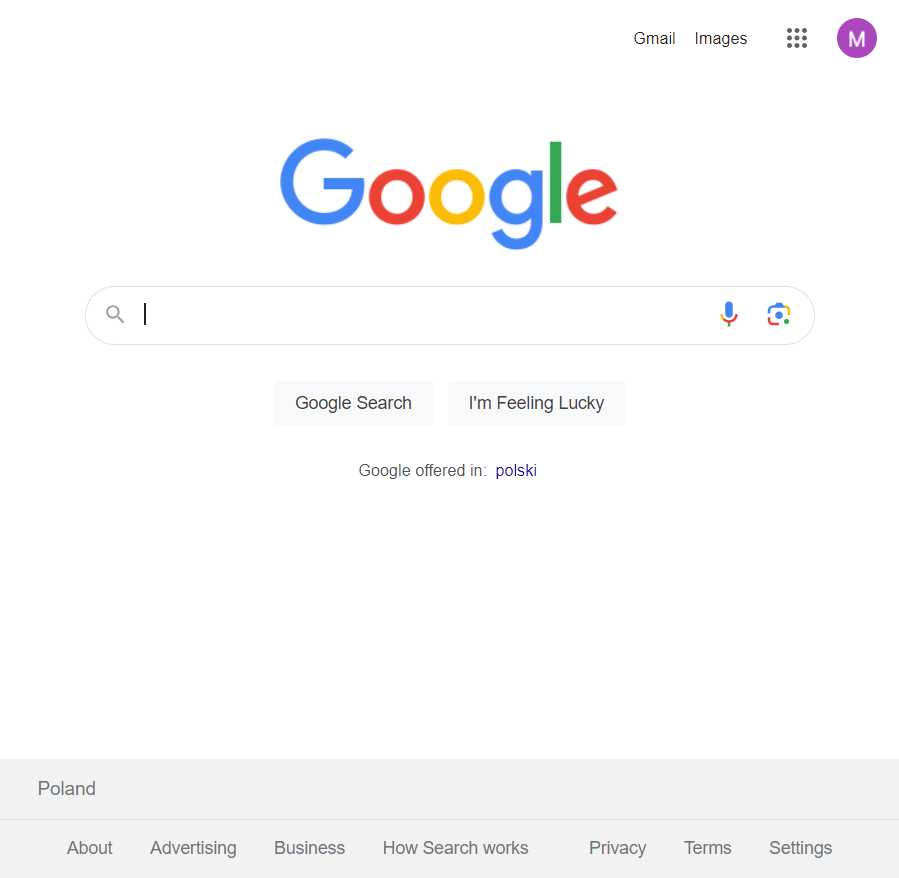 Gmail Images M
Google
Google Search I'm Feeling Lucky
Google offered in: polski
Poland
About Advertising Business How Search works Privacy Terms Settings